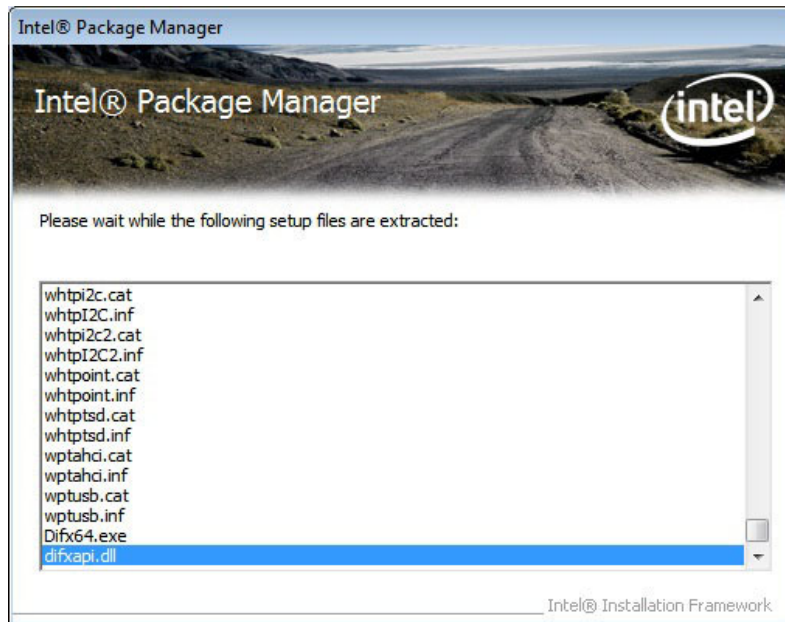 Intel® Package Manager
Intel® Package Manager
intel
Please wait while the following setup files are extracted:
whtpi2c.cat
whtpI2C.inf
whtpi2c2.cat
whtpI2C2.inf
whtpoint.cat
whtpoint.inf
whtptsd.cat
whtptsd.inf
wptahci.cat
wptahci.inf
wptusb.cat
wptusb.inf
Difx64.exe
difxapi.dll
Intel® Installation Framework